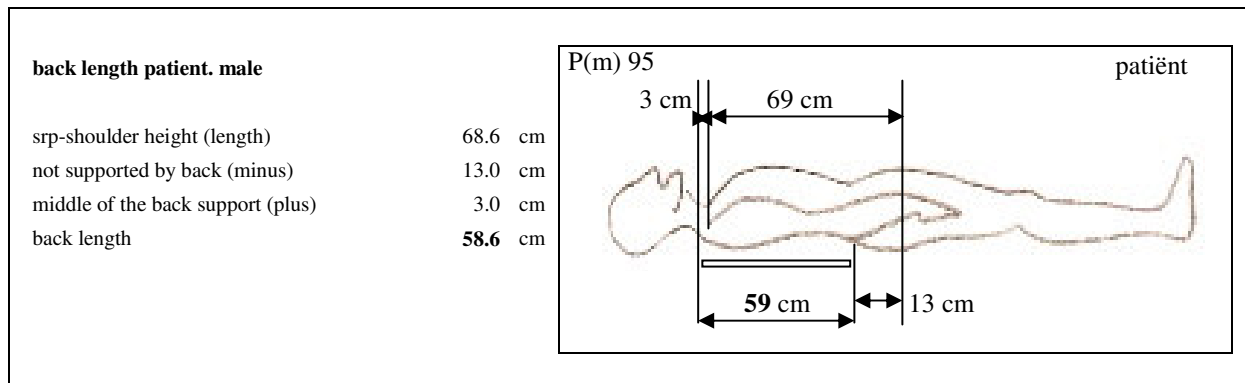 back length patient. male
srp-shoulder height (length) 68.6 cm
not supported by back (minus) 13.0 cm
middle of the back support (plus) 3.0 cm
back length 58.6 cm
P(m) 95 patiënt
3 cm 69 cm
59 cm 13 cm